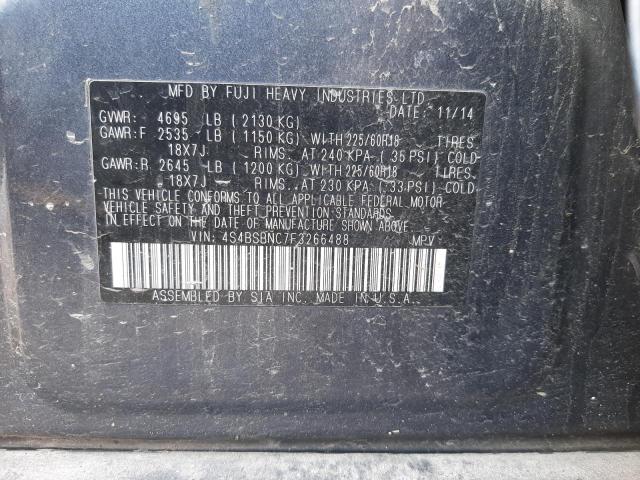 MFD BY FUJI HEAVY INDUSTRIES LTD.
DATE: 11/14
GVWR: 4695 LB ( 2130 KG)
GAWR:F 2535 LB ( 1150 KG) WITH 225/60R18 TIRES
18X7J RIMS. AT 240 KPA ( 35 PSI) COLD
GAWR:R 2645 LB ( 1200 KG) WITH 225/60R18 TIRES
18X7J RIMS. AT 230 KPA ( 33 PSI) COLD
THIS VEHICLE CONFORMS TO ALL APPLICABLE FEDERAL MOTOR
VEHICLE SAFETY AND THEFT PREVENTION STANDARDS
IN EFFECT ON THE DATE OF MANUFACTURE SHOWN ABOVE.
VIN: 4S4BSBNC7F3266488 MPV
ASSEMBLED BY SIA INC. MADE IN U.S.A.